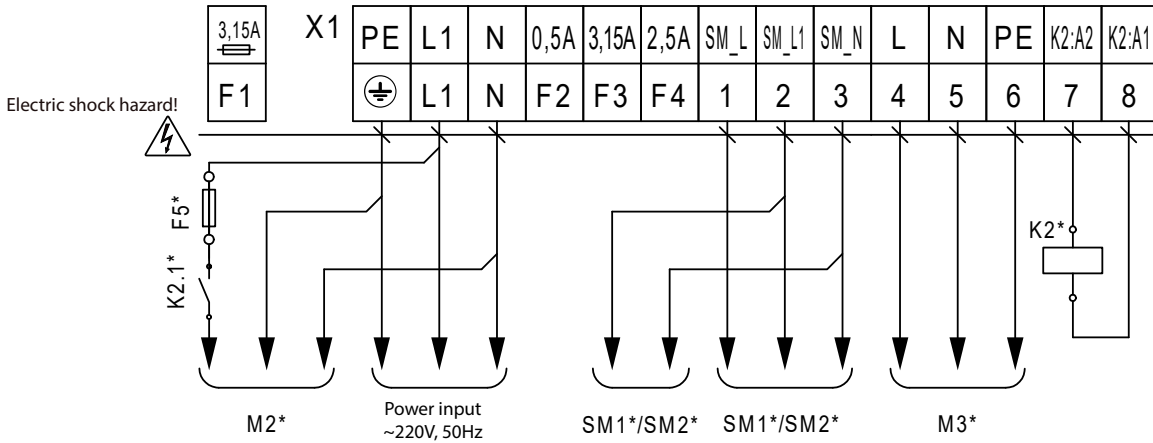 3,15A X1 PE L1 N 0,5A 3,15A 2,5A SM_L SM_L1 SM_N L N PE K2:A2 K2:A1
F1 L1 N F2 F3 F4 1 2 3 4 5 6 7 8
Electric shock hazard!
F5*
K2.1*
K2*
M2*
Power input
~220V, 50Hz
SM1*/SM2*
SM1*/SM2*
M3*